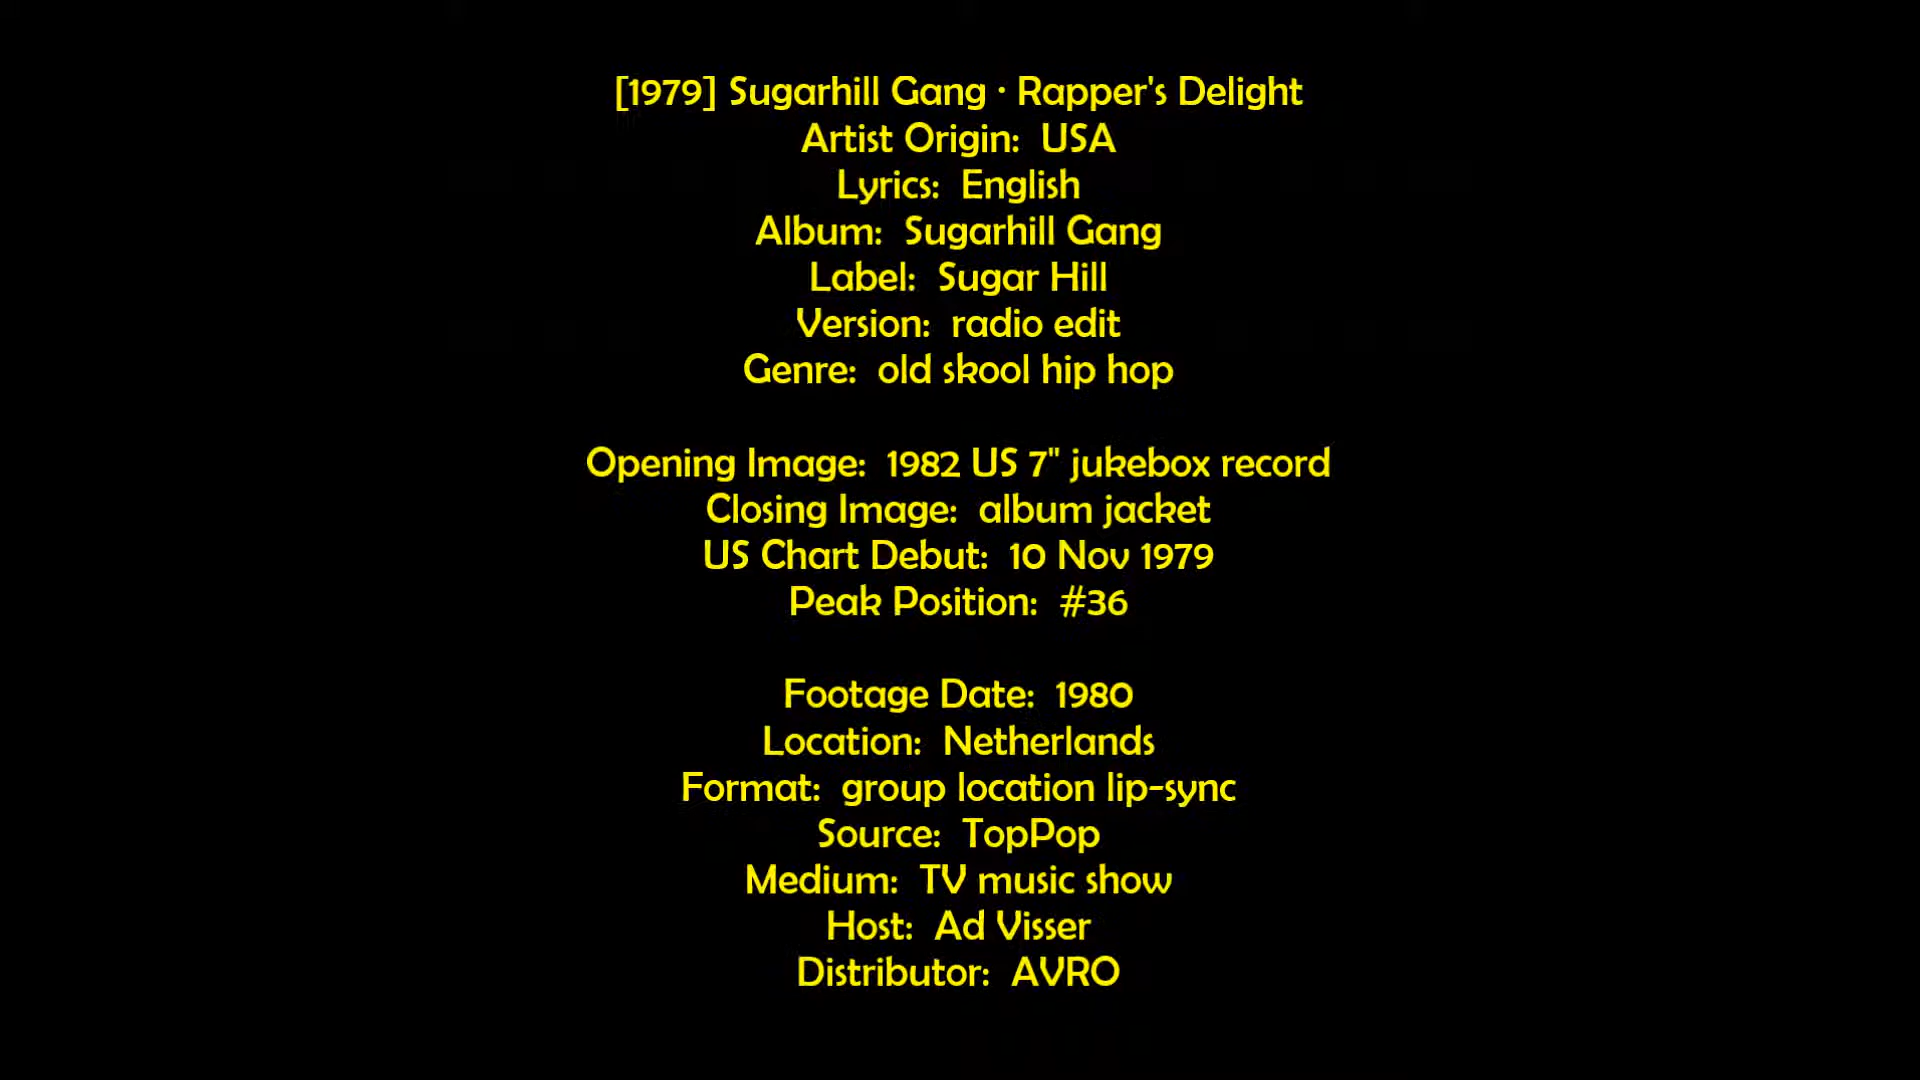 [1979] Sugarhill Gang · Rapper's Delight
Artist Origin: USA
Lyrics: English
Album: Sugarhill Gang
Label: Sugar Hill
Version: radio edit
Genre: old skool hip hop
Opening Image: 1982 US 7" jukebox record
Closing Image: album jacket
US Chart Debut: 10 Nov 1979
Peak Position: #36
Footage Date: 1980
Location: Netherlands
Format: group location lip-sync
Source: TopPop
Medium: TV music show
Host: Ad Visser
Distributor: AVRO